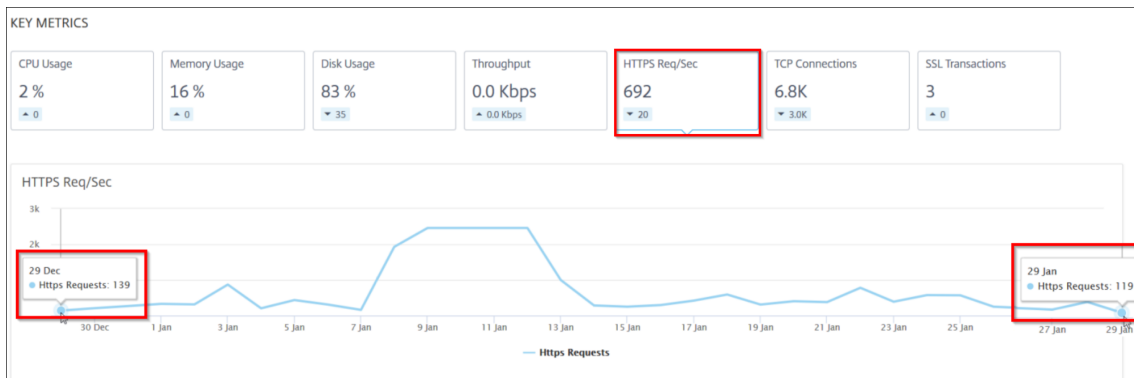 KEY METRICS
CPU Usage
2 %
0
Memory Usage
16 %
0
Disk Usage
83 %
35
Throughput
0.0 Kbps
0.0 Kbps
HTTPS Req/Sec
692
20
TCP Connections
6.8K
3.0K
SSL Transactions
3
0
HTTPS Req/Sec
3k
2k
29 Dec
Https Requests: 139
29 Jan
Https Requests: 119
30 Dec 1 Jan 3 Jan 5 Jan 7 Jan 9 Jan 11 Jan 13 Jan 15 Jan 17 Jan 19 Jan 21 Jan 23 Jan 25 Jan 27 Jan 29 Jan
Https Requests